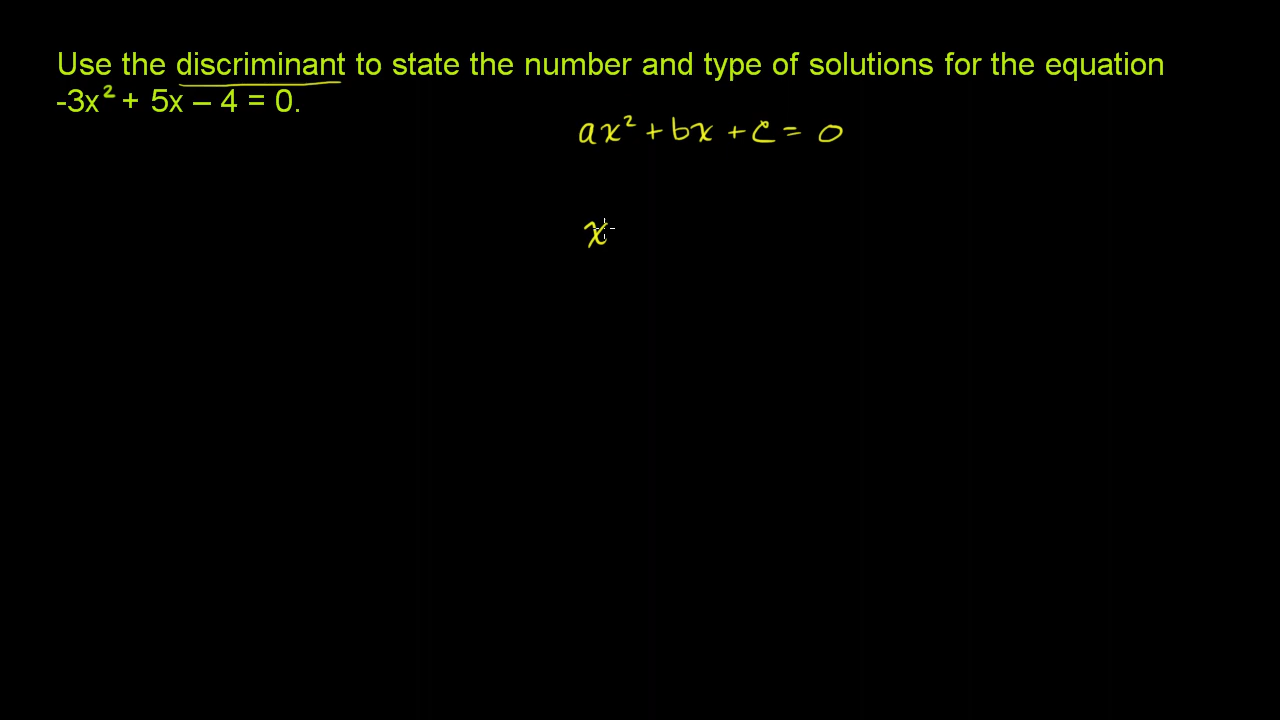 Use the discriminant to state the number and type of solutions for the equation
-3x² + 5x – 4 = 0.
ax² + bx + c = 0
x